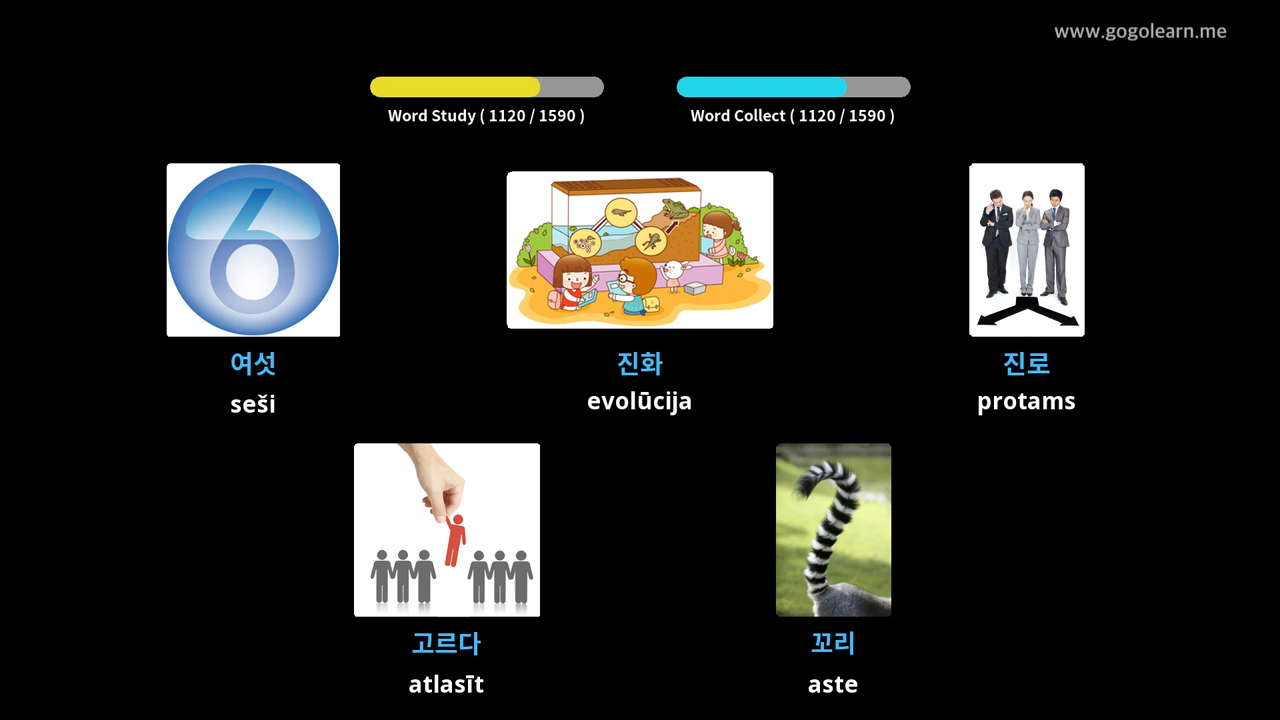 www.gogolearn.me
Word Study ( 1120 / 1590 )
Word Collect ( 1120 / 1590 )
6
여섯
seši
진화
evolūcija
진로
protams
고르다
atlasīt
꼬리
aste